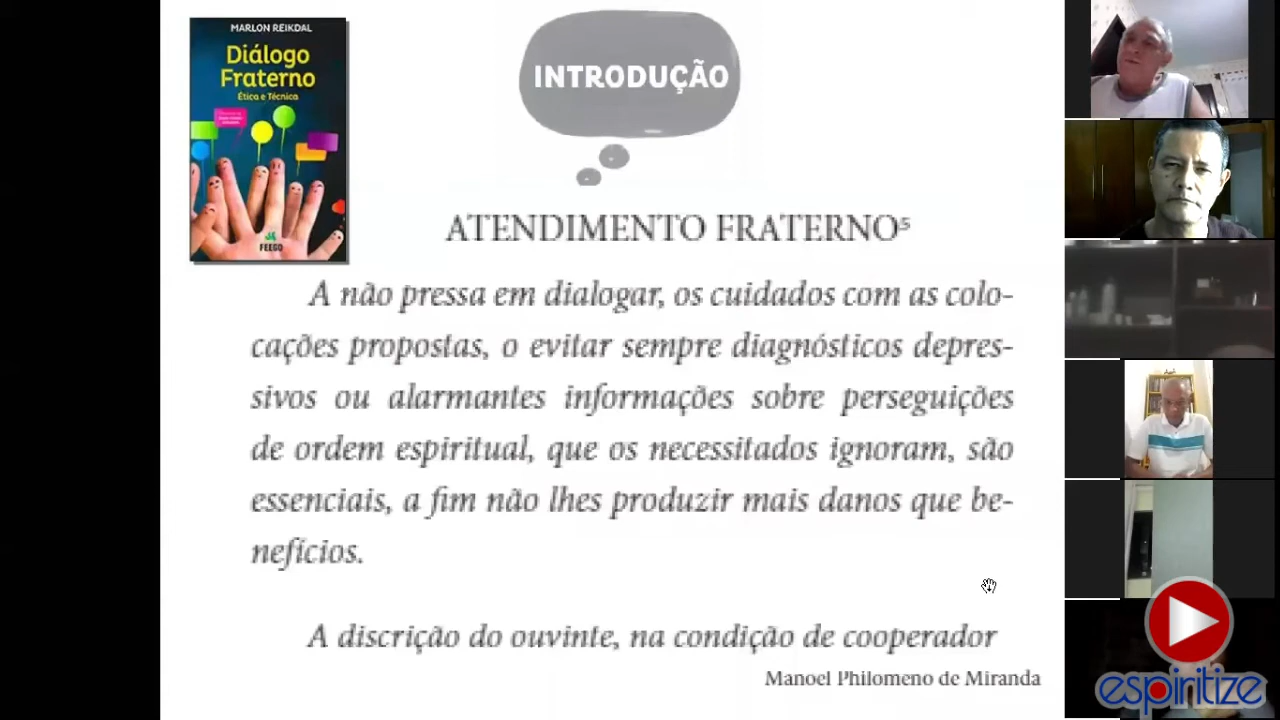 MARLON REIKDAL
Diálogo
Fraterno
Ética e Técnica
FEEGO
INTRODUÇÃO
ATENDIMENTO FRATERNO⁵
A não pressa em dialogar, os cuidados com as colo-
cações propostas, o evitar sempre diagnósticos depres-
sivos ou alarmantes informações sobre perseguições
de ordem espiritual, que os necessitados ignoram, são
essenciais, a fim não lhes produzir mais danos que be-
nefícios.
A discrição do ouvinte, na condição de cooperador
Manoel Philomeno de Miranda
espiritize